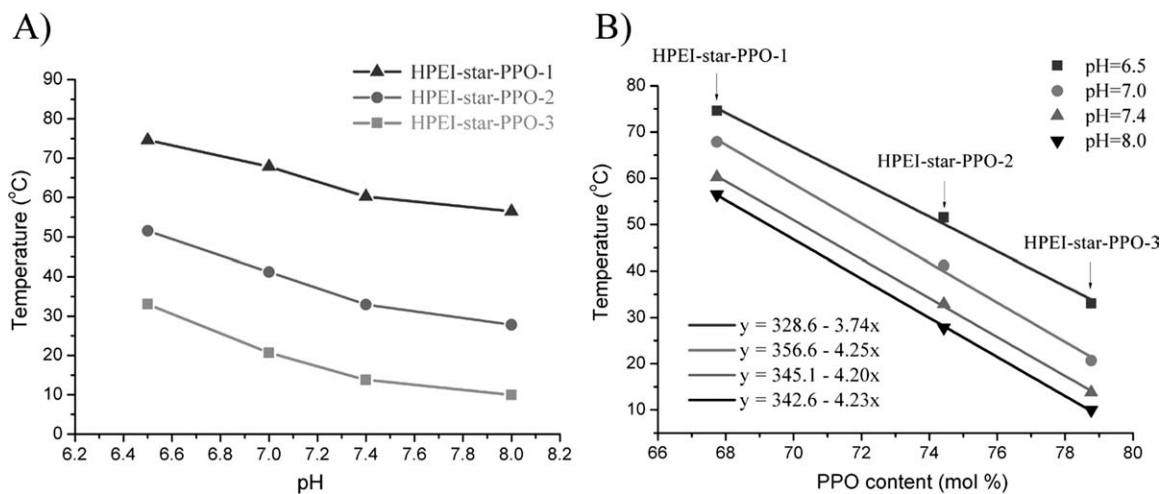 A)
HPEI-star-PPO-1
HPEI-star-PPO-2
HPEI-star-PPO-3
90
80
70
60
50
40
30
20
10
0
Temperature (°C)
6.2 6.4 6.6 6.8 7.0 7.2 7.4 7.6 7.8 8.0 8.2
pH
B)
HPEI-star-PPO-1
HPEI-star-PPO-2
HPEI-star-PPO-3
pH=6.5
pH=7.0
pH=7.4
pH=8.0
80
70
60
50
40
30
20
10
Temperature (°C)
y = 328.6 - 3.74x
y = 356.6 - 4.25x
y = 345.1 - 4.20x
y = 342.6 - 4.23x
66 68 70 72 74 76 78 80
PPO content (mol %)